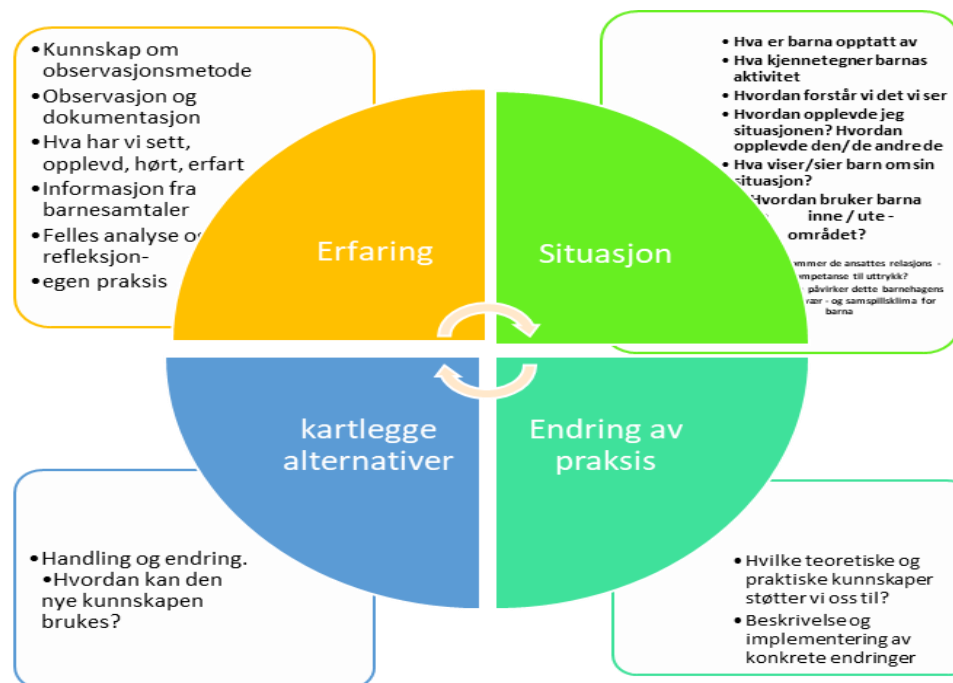 •Kunnskap om
observasjonsmetode
•Observasjon og
dokumentasjon
•Hva har vi sett,
opplevd, hørt, erfart
•Informasjon fra
barnesamtaler
•Felles analyse
refleksjon-
•egen praksis
Erfaring
• Hva er barna opptatt av
• Hva kjennetegner barnas
aktivitet
• Hvordan forstår vi det vi ser
• Hvordan opplevde jeg
situasjonen? Hvordan
opplevde den/de andre de
• Hva viser/sier barn om sin
situasjon?
Hvordan bruker barna
inne / ute -
området?
de ansattes relasjons -
til uttrykk?
- påvirker dette barnehagens
- og samspillsklima for
barna
Situasjon
kartlegge
alternativer
Endring av
praksis
•Handling og endring.
•Hvordan kan den
nye kunnskapen
brukes?
• Hvilke teoretiske og
praktiske kunnskaper
støtter vi oss til?
• Beskrivelse og
implementering av
konkrete endringer